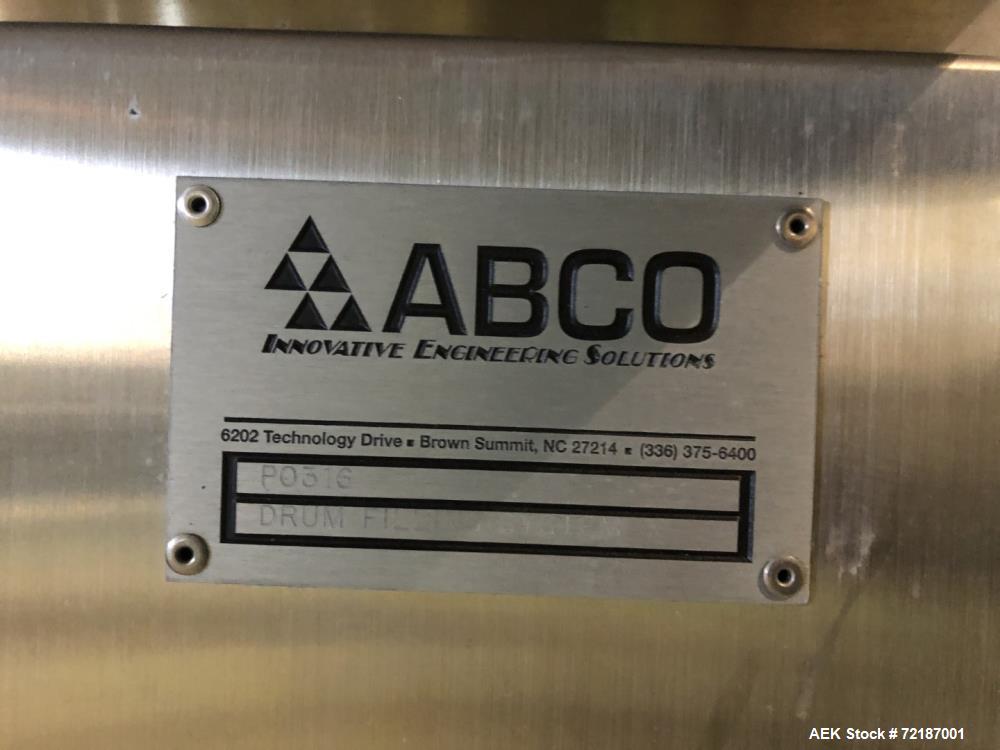 ABCO
INNOVATIVE ENGINEERING SOLUTIONS
6202 Technology Drive ▪ Brown Summit, NC 27214 ▪ (336) 375-6400
P0316
DRUM
AEK Stock # 72187001